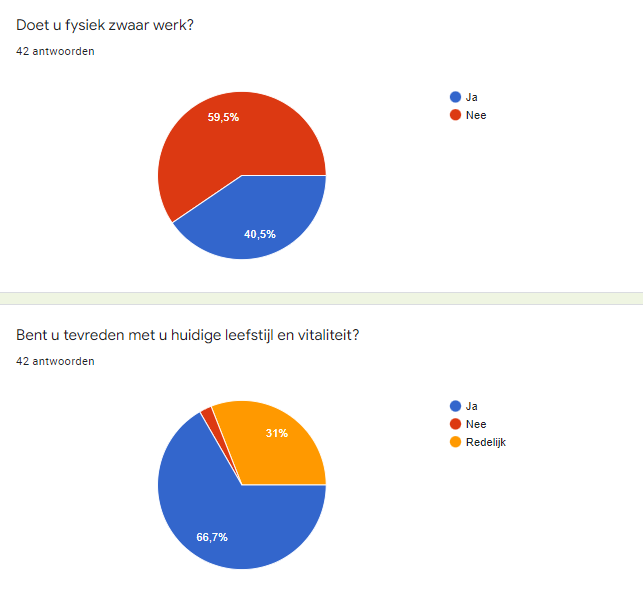 Doet u fysiek zwaar werk?
42 antwoorden
Ja
Nee
59,5%
40,5%
Bent u tevreden met u huidige leefstijl en vitaliteit?
42 antwoorden
Ja
Nee
Redelijk
31%
66,7%